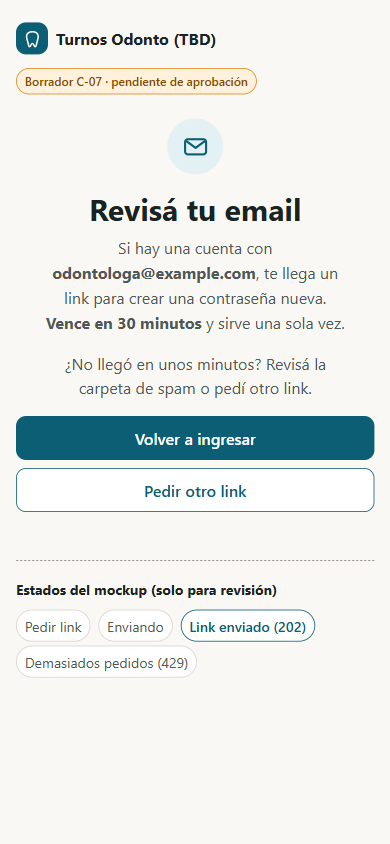 Turnos Odonto (TBD)
Borrador C-07 · pendiente de aprobación
Revisá tu email
Si hay una cuenta con
odontologa@example.com, te llega un
link para crear una contraseña nueva.
Vence en 30 minutos y sirve una sola vez.
¿No llegó en unos minutos? Revisá la
carpeta de spam o pedí otro link.
Volver a ingresar
Pedir otro link
Estados del mockup (solo para revisión)
Pedir link
Enviando
Link enviado (202)
Demasiados pedidos (429)